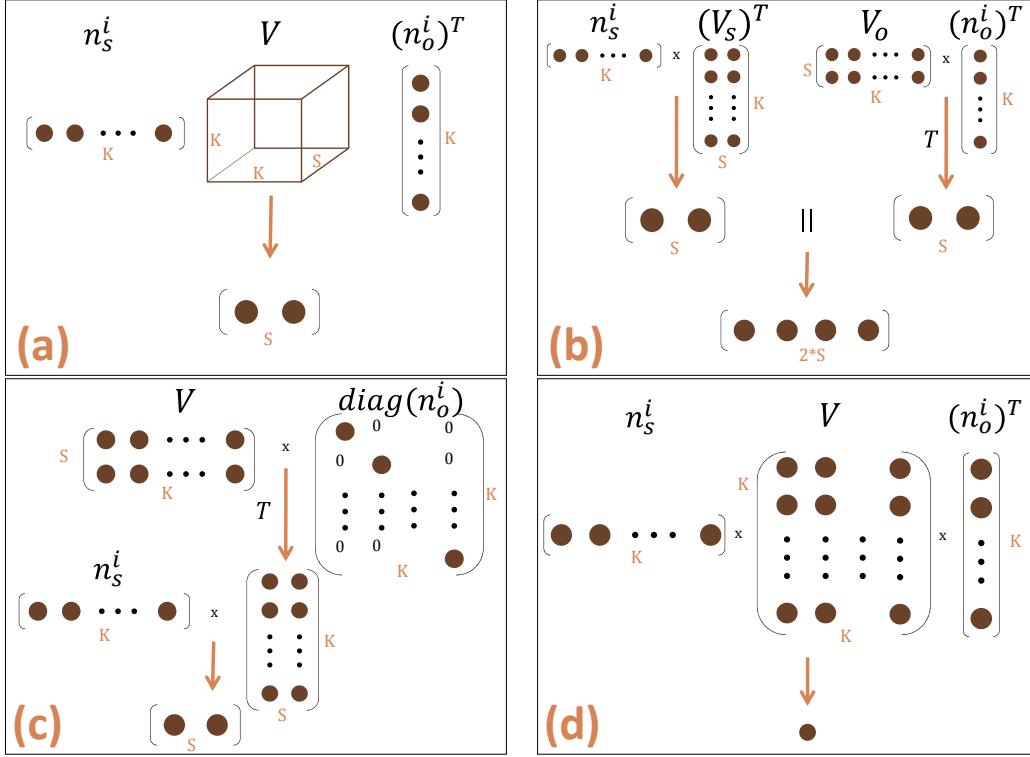 n_s^i V (n_o^i)^T
K
K
K
S
K
S
(a)
n_s^i (V_s)^T V_o (n_o^i)^T
x
K
K
S
S
K
x
K
T
S
||
S
2*S
(b)
V diag(n_o^i)
S
K
x
T
0 0
0 0
0 0
K
K
n_s^i
K
x
K
S
S
(c)
n_s^i V (n_o^i)^T
K
x
K
K
x
K
(d)